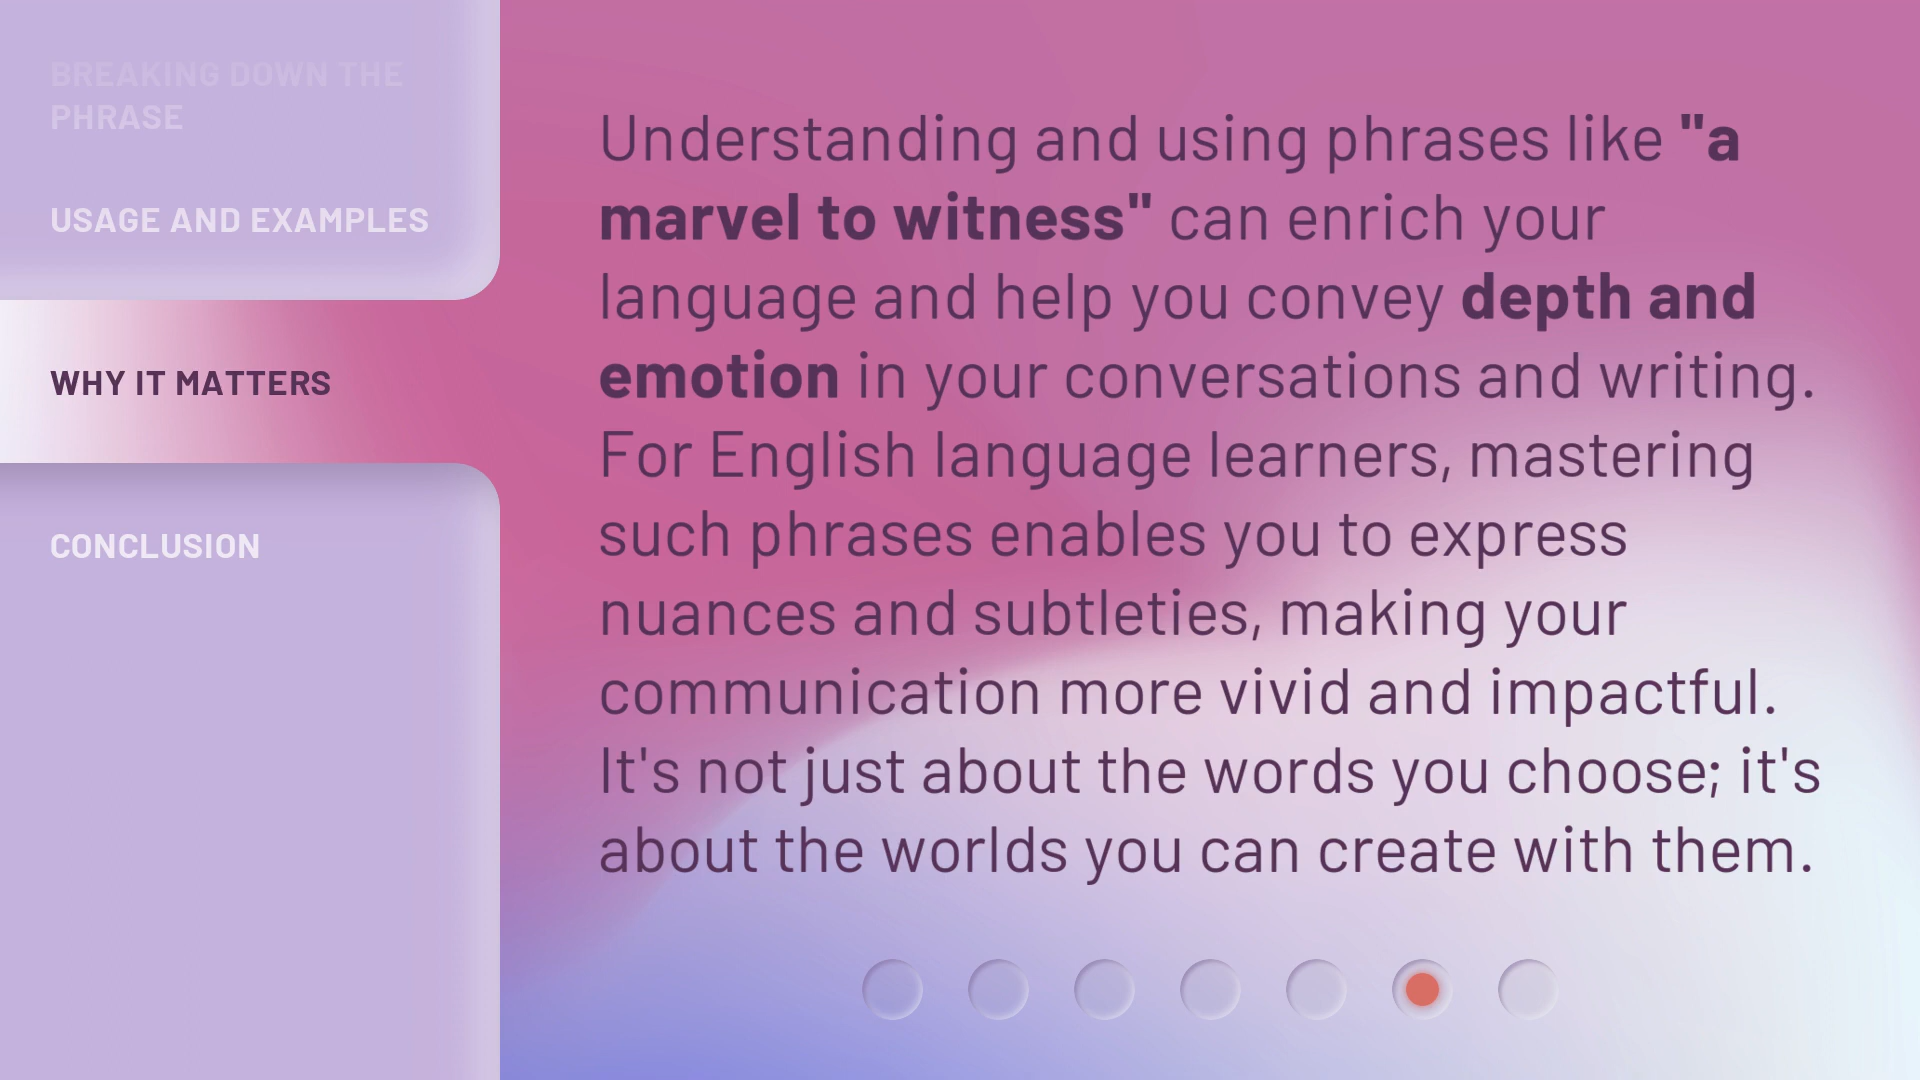 BREAKING DOWN THE
PHRASE
USAGE AND EXAMPLES
WHY IT MATTERS
CONCLUSION
Understanding and using phrases like "a
marvel to witness" can enrich your
language and help you convey depth and
emotion in your conversations and writing.
For English language learners, mastering
such phrases enables you to express
nuances and subtleties, making your
communication more vivid and impactful.
It's not just about the words you choose; it's
about the worlds you can create with them.